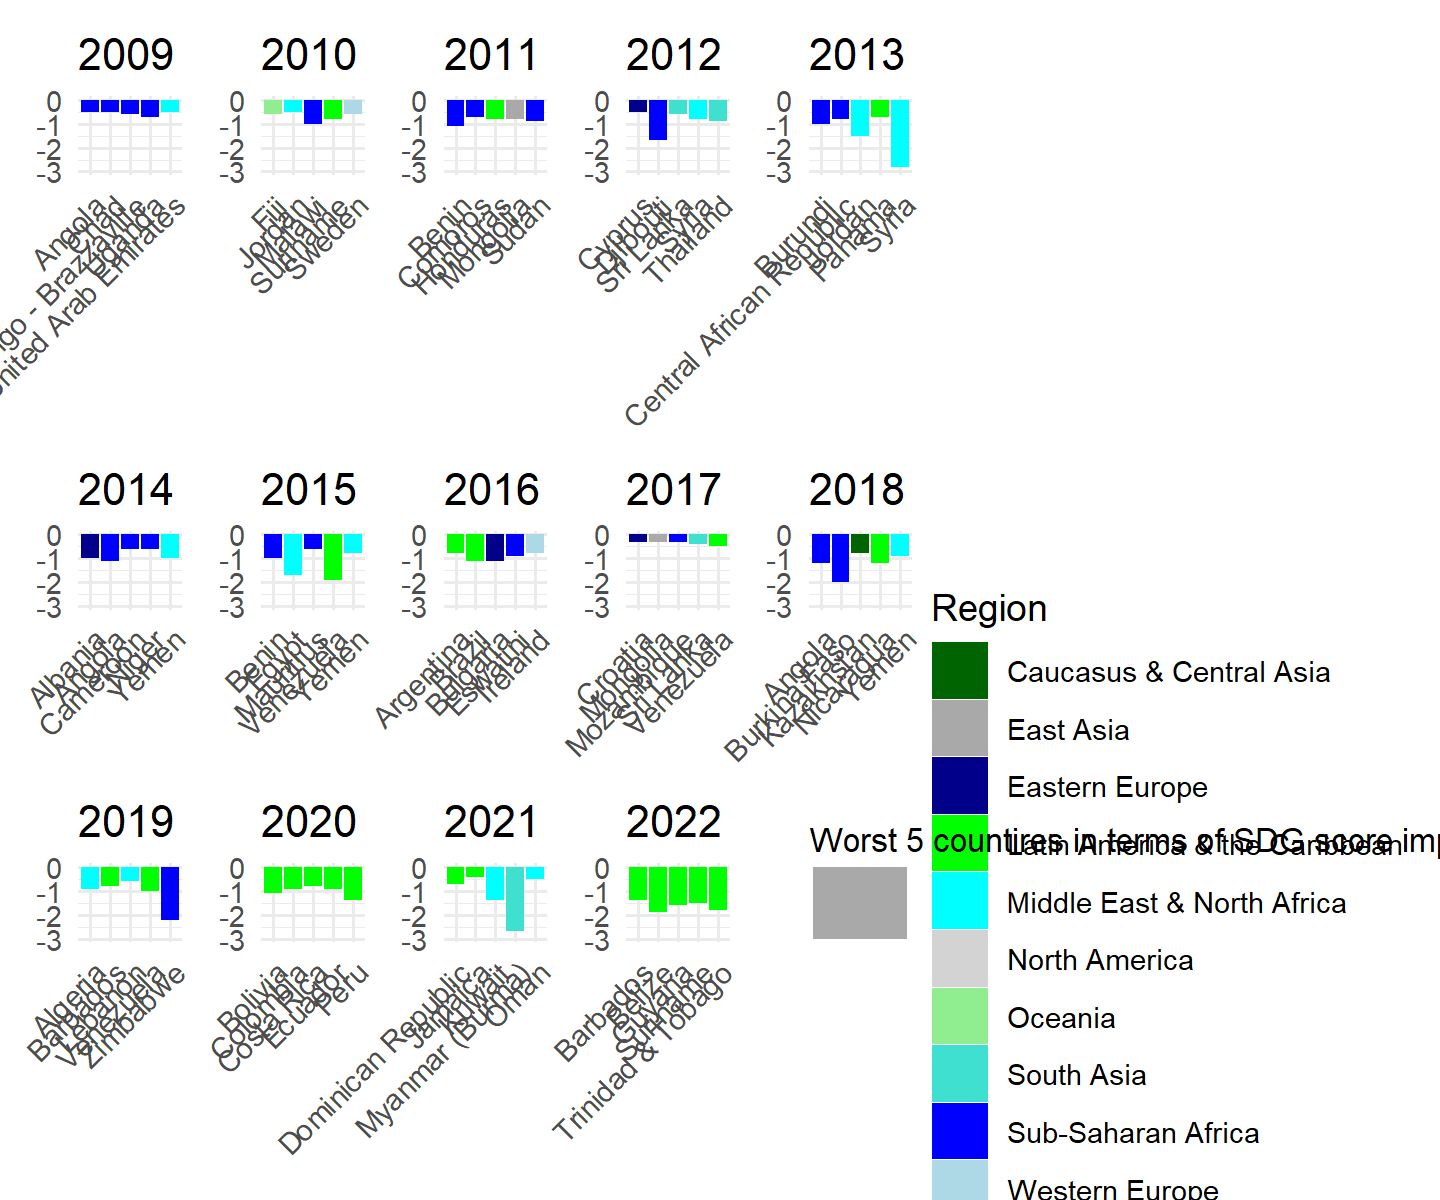 2009
2010
2011
2012
2013
0
-1
-2
-3
0
-1
-2
-3
0
-1
-2
-3
0
-1
-2
-3
0
-1
-2
-3
Angola
Chad
ngo - Brazzaville
Uganda
United Arab Emirates
Fiji
Jordan
Malawi
Suriname
Sweden
Benin
Comoros
Honduras
Mongolia
Sudan
Cyprus
Djibouti
Sri Lanka
Syria
Thailand
Burundi
Central African Republic
Jordan
Panama
Syria
2014
2015
2016
2017
2018
0
-1
-2
-3
0
-1
-2
-3
0
-1
-2
-3
0
-1
-2
-3
0
-1
-2
-3
Albania
Angola
Cameroon
Niger
Yemen
Benin
Egypt
Mauritius
Venezuela
Yemen
Argentina
Brazil
Bulgaria
Eswatini
Ireland
Croatia
Mongolia
Mozambique
Sri Lanka
Venezuela
Angola
Burkina Faso
Kazakhstan
Nicaragua
Yemen
2019
2020
2021
2022
0
-1
-2
-3
0
-1
-2
-3
0
-1
-2
-3
0
-1
-2
-3
Algeria
Barbados
Lebanon
Venezuela
Zimbabwe
Bolivia
Colombia
Costa Rica
Ecuador
Peru
Dominican Republic
Jamaica
Kuwait
Myanmar (Burma)
Oman
Barbados
Belize
Guyana
Suriname
Trinidad & Tobago
Worst 5 countires in terms of SDG score imp
Region
Caucasus & Central Asia
East Asia
Eastern Europe
Latin America & the Caribbean
Middle East & North Africa
North America
Oceania
South Asia
Sub-Saharan Africa
Western Europe